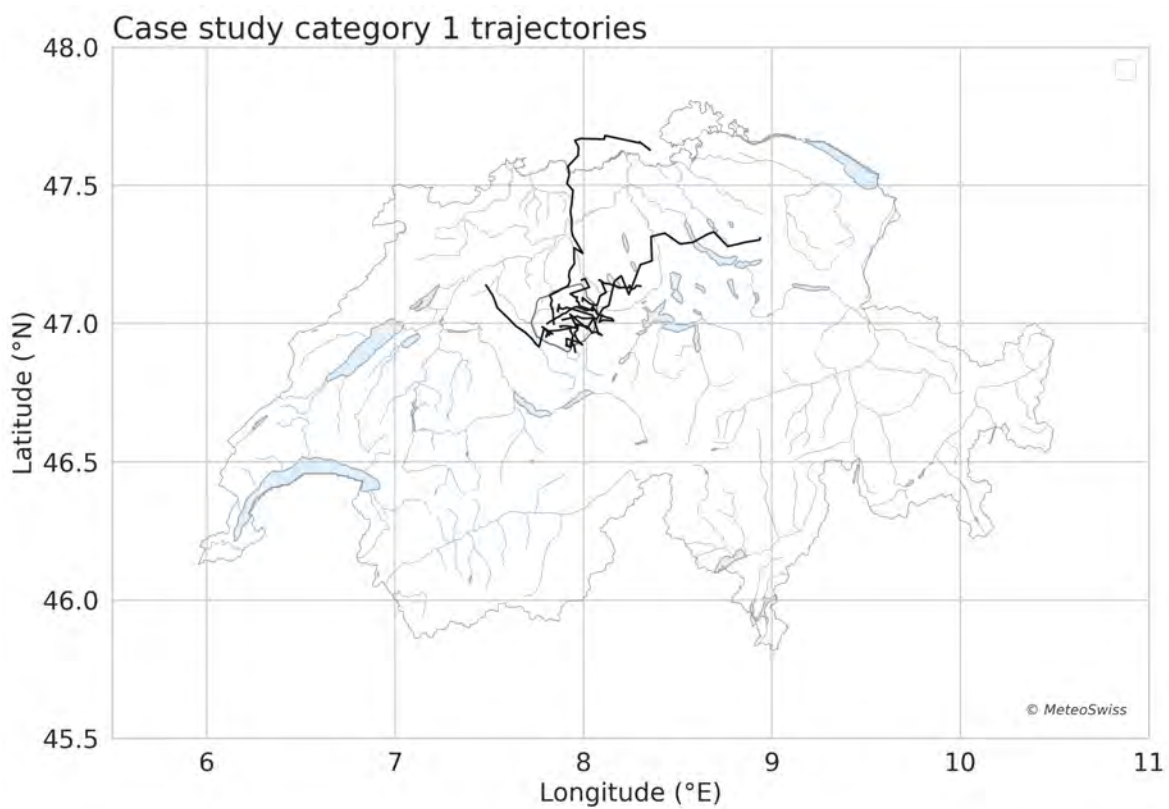 Case study category 1 trajectories
48.0
47.5
47.0
46.5
46.0
45.5
Latitude (°N)
© MeteoSwiss
6 7 8 9 10 11
Longitude (°E)